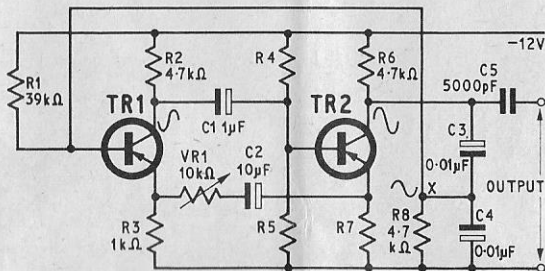 R1
39kΩ
R2
4·7kΩ
TR1
C1 1μF
R4
R6
4·7kΩ
TR2
-12V
C5
5000pF
C3
0·01μF
VR1
10kΩ
C2
10μF
X
OUTPUT
R3
1kΩ
R5
R7
R8
4·7
kΩ
C4
0·01μF